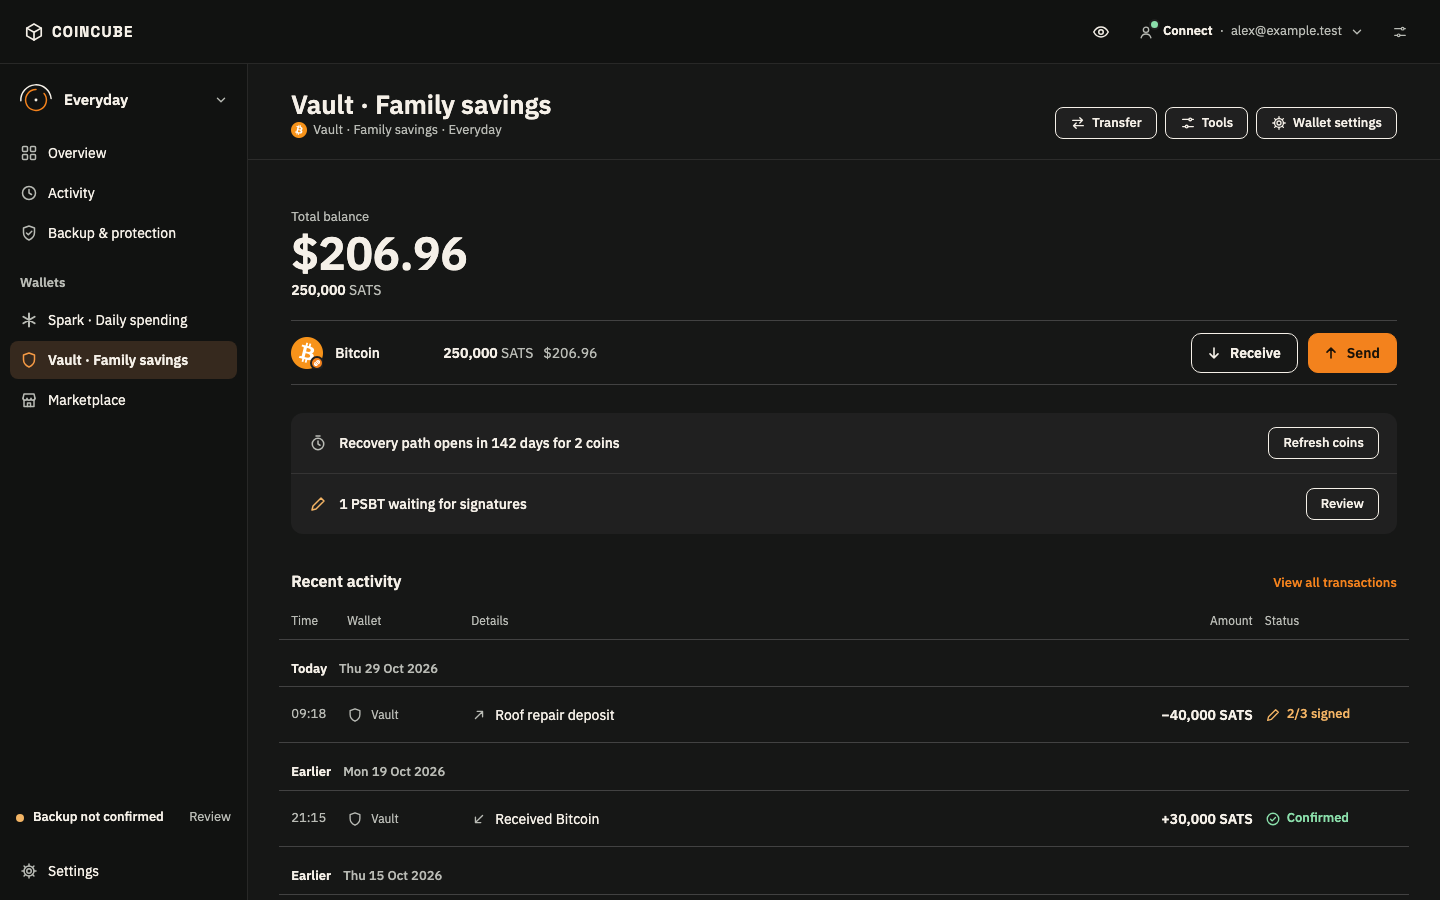 COINCUBE
Connect · alex@example.test
Everyday
Overview
Activity
Backup & protection
Wallets
Spark · Daily spending
Vault · Family savings
Marketplace
Backup not confirmed Review
Settings
Vault · Family savings
Vault · Family savings · Everyday
Transfer Tools Wallet settings
Total balance
$206.96
250,000 SATS
Bitcoin 250,000 SATS $206.96 Receive Send
Recovery path opens in 142 days for 2 coins Refresh coins
1 PSBT waiting for signatures Review
Recent activity View all transactions
Time Wallet Details Amount Status
Today Thu 29 Oct 2026
09:18 Vault Roof repair deposit −40,000 SATS 2/3 signed
Earlier Mon 19 Oct 2026
21:15 Vault Received Bitcoin +30,000 SATS Confirmed
Earlier Thu 15 Oct 2026